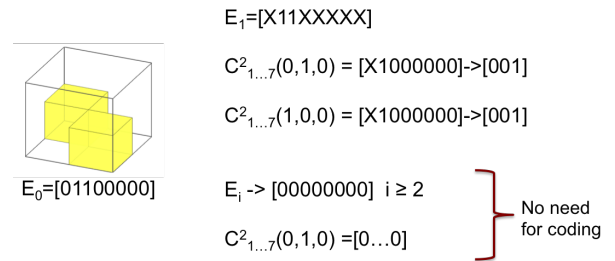 E₁=[X11XXXXX]
C²₁...₇(0,1,0) = [X1000000]->[001]
C²₁...₇(1,0,0) = [X1000000]->[001]
E₀=[01100000]
Eᵢ -> [00000000] i ≥ 2
C²₁...₇(0,1,0) =[0...0]
No need
for coding